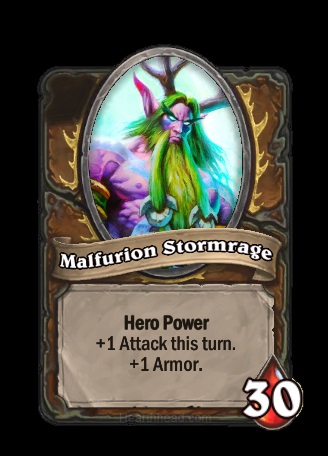 Malfurion Stormrage
Hero Power
+1 Attack this turn.
+1 Armor.
30